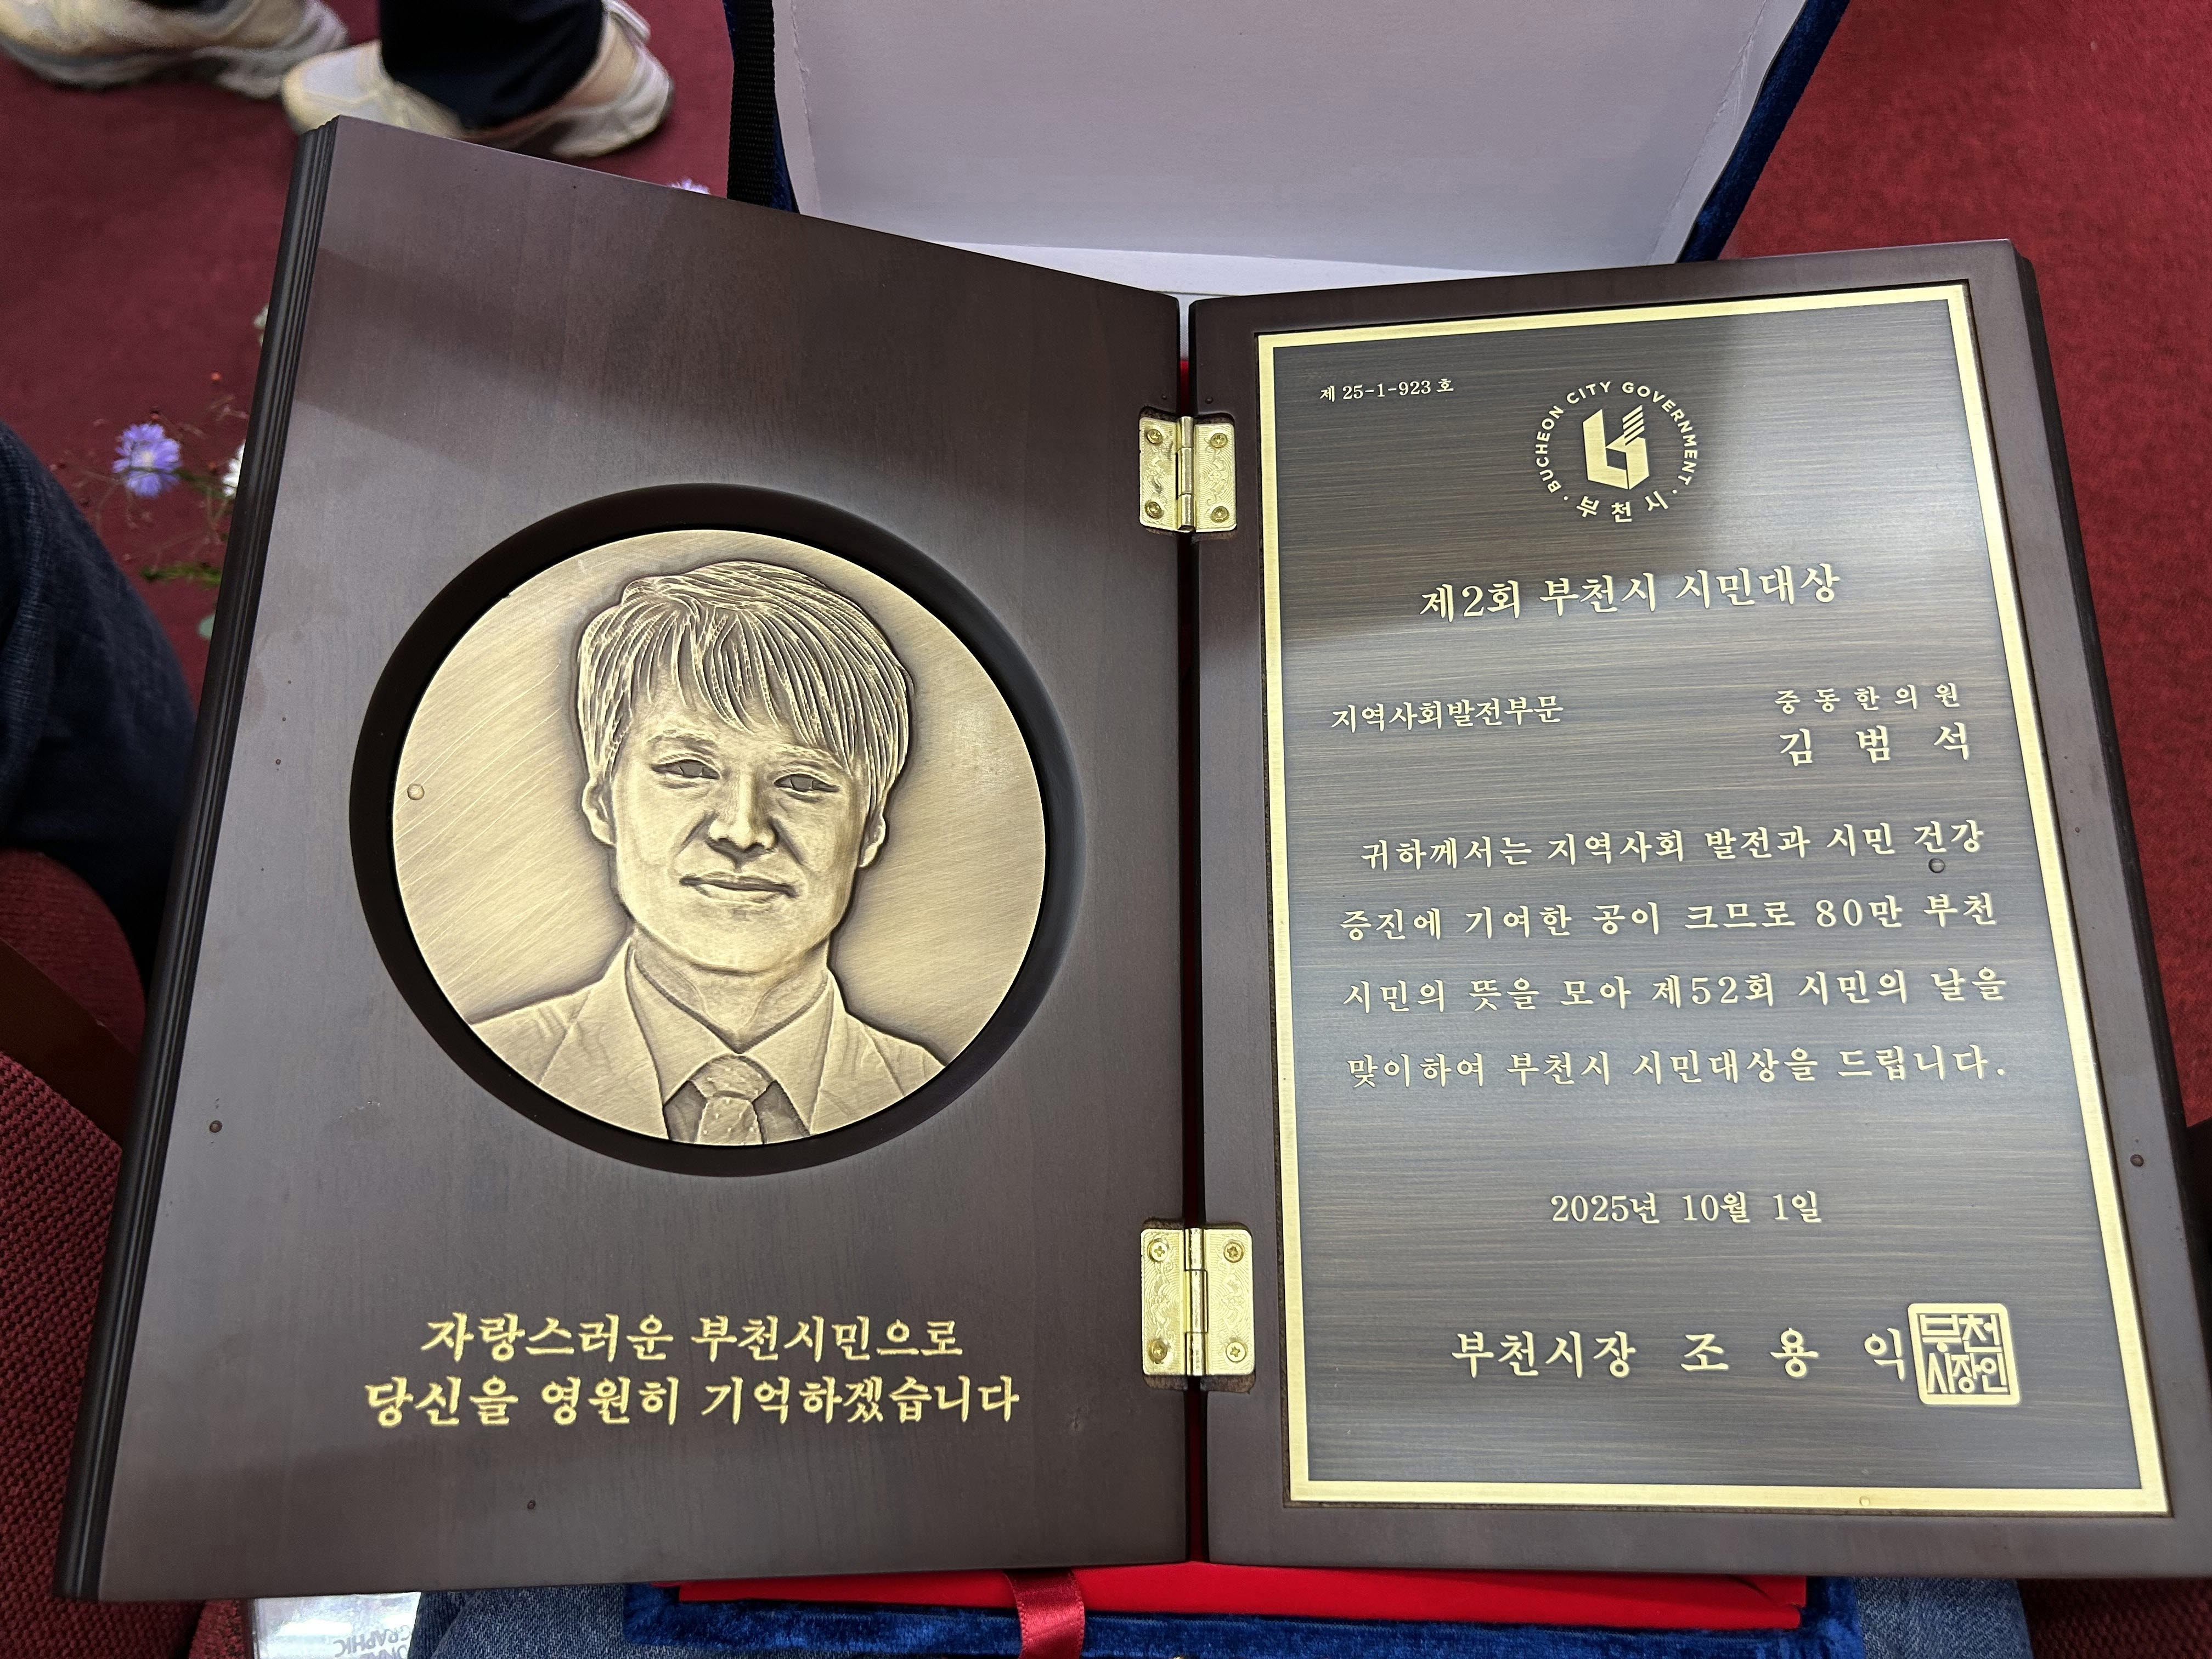 자랑스러운 부천시민으로
당신을 영원히 기억하겠습니다
제 25-1-923 호
BUCHEON CITY GOVERNMENT
부천시
제2회 부천시 시민대상
지역사회발전부문
중동한의원
김 범 석
귀하께서는 지역사회 발전과 시민 건강
증진에 기여한 공이 크므로 80만 부천
시민의 뜻을 모아 제52회 시민의 날을
맞이하여 부천시 시민대상을 드립니다.
2025년 10월 1일
부천시장 조 용 익
부천
시장인